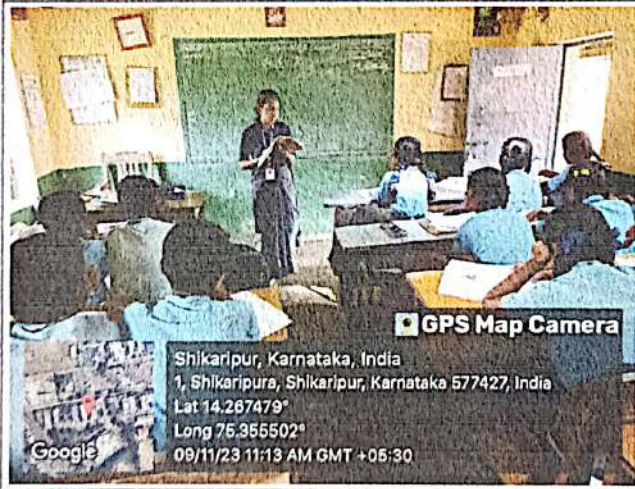 GPS Map Camera
Shikaripur, Karnataka, India
1, Shikaripura, Shikaripur, Karnataka 577427, India
Lat 14.267479°
Long 75.355502°
09/11/23 11:13 AM GMT +05:30
Google